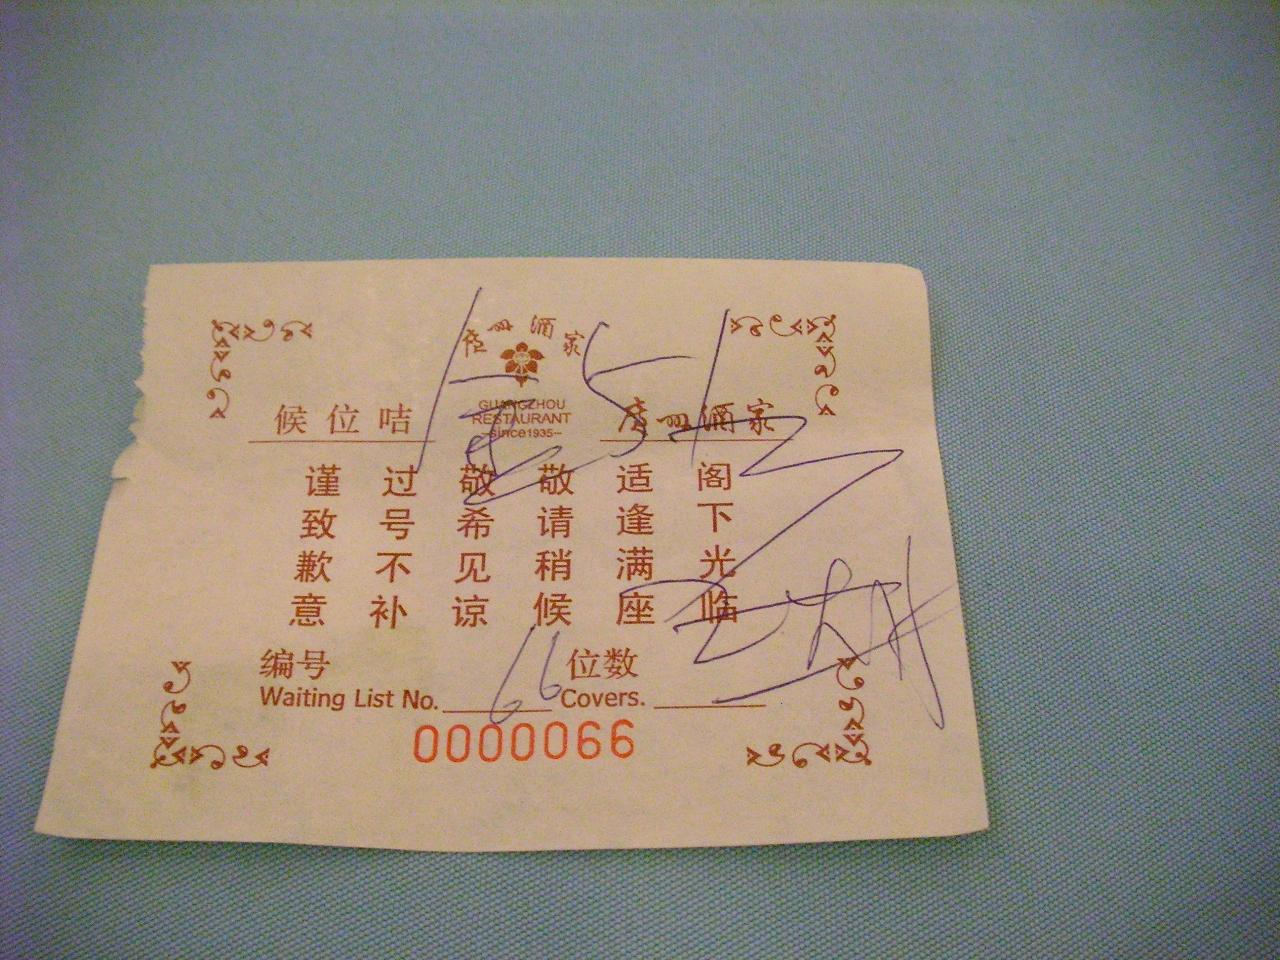 广州酒家
GUANGZHOU
RESTAURANT
since1935
候位咭
广州酒家
阁下光临
适逢满座
敬请稍候
敬希见谅
过号不补
谨致歉意
编号 66 位数
Waiting List No. Covers.
0000066